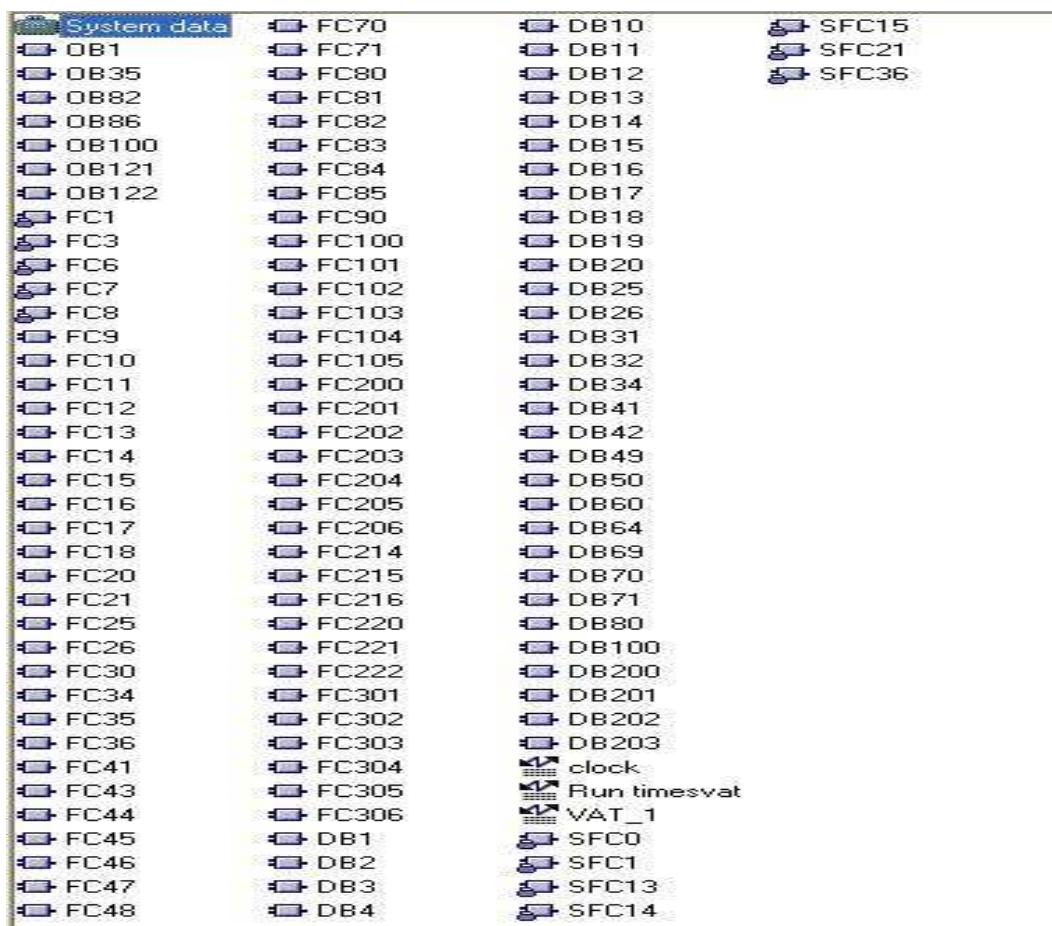 System data
OB1
OB35
OB82
OB86
OB100
OB121
OB122
FC1
FC3
FC6
FC7
FC8
FC9
FC10
FC11
FC12
FC13
FC14
FC15
FC16
FC17
FC18
FC20
FC21
FC25
FC26
FC30
FC34
FC35
FC36
FC41
FC43
FC44
FC45
FC46
FC47
FC48
FC70
FC71
FC80
FC81
FC82
FC83
FC84
FC85
FC90
FC100
FC101
FC102
FC103
FC104
FC105
FC200
FC201
FC202
FC203
FC204
FC205
FC206
FC214
FC215
FC216
FC220
FC221
FC222
FC301
FC302
FC303
FC304
FC305
FC306
DB1
DB2
DB3
DB4
DB10
DB11
DB12
DB13
DB14
DB15
DB16
DB17
DB18
DB19
DB20
DB25
DB26
DB31
DB32
DB34
DB41
DB42
DB49
DB50
DB60
DB64
DB69
DB70
DB71
DB80
DB100
DB200
DB201
DB202
DB203
clock
Run timesvat
VAT_1
SFC0
SFC1
SFC13
SFC14
SFC15
SFC21
SFC36